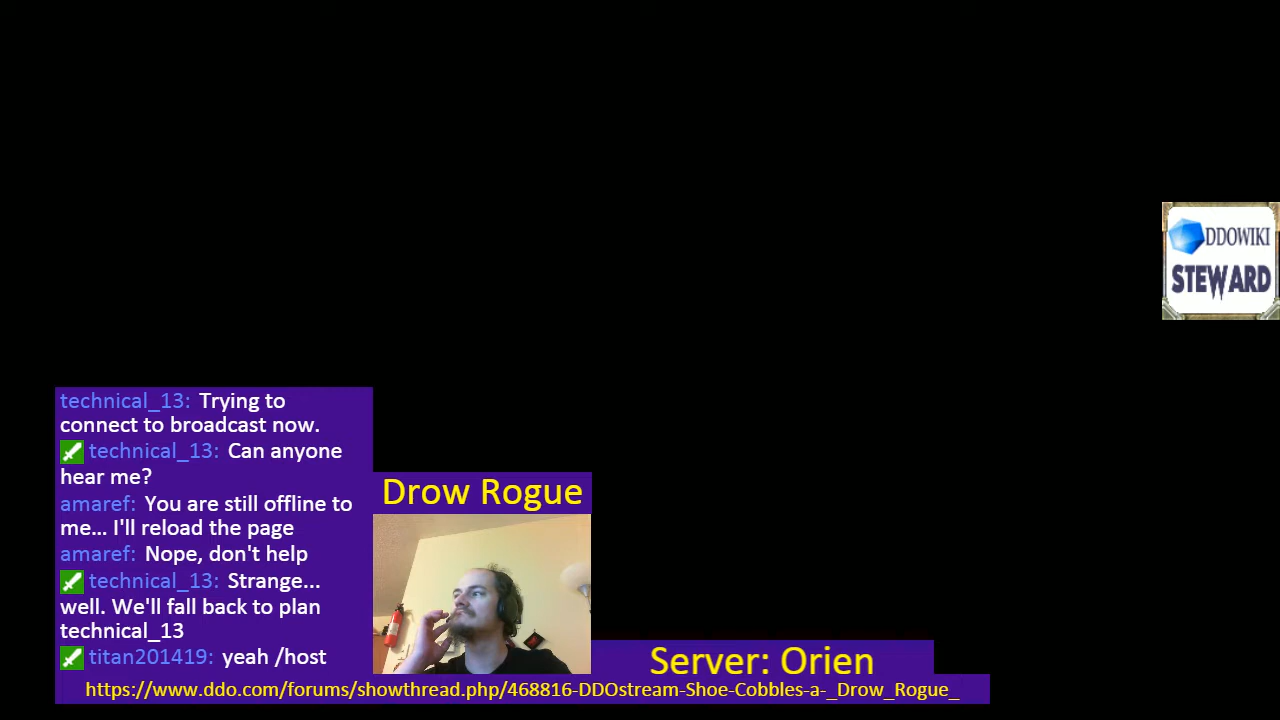 DDOWIKI
STEWARD
technical_13: Trying to
connect to broadcast now.
technical_13: Can anyone
hear me?
amaref: You are still offline to
me... I'll reload the page
amaref: Nope, don't help
technical_13: Strange...
well. We'll fall back to plan
technical_13
titan201419: yeah /host
Drow Rogue
Server: Orien
https://www.ddo.com/forums/showthread.php/468816-DDOstream-Shoe-Cobbles-a-_Drow_Rogue_